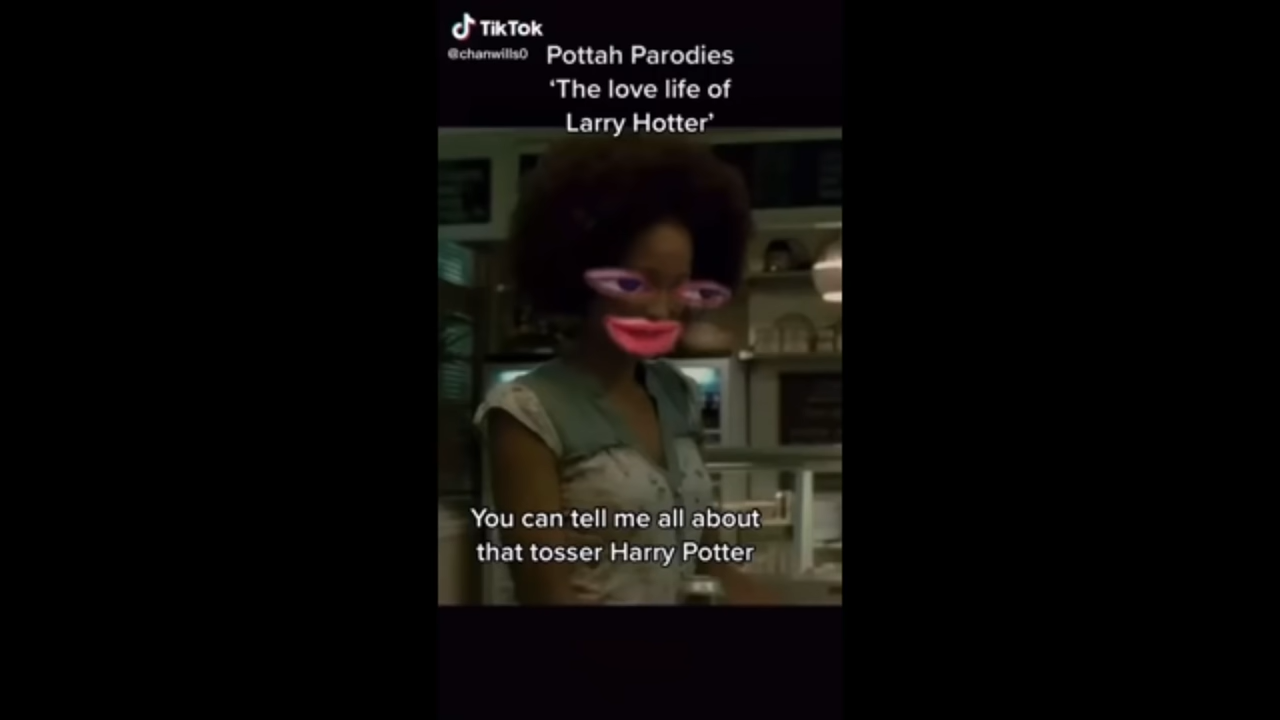 TikTok
@chanwills0
Pottah Parodies
‘The love life of
Larry Hotter’
You can tell me all about
that tosser Harry Potter